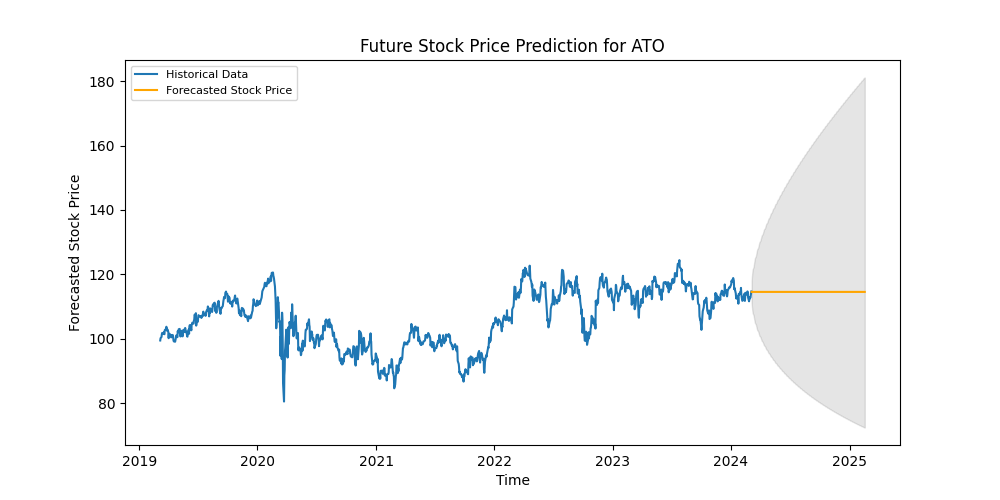 Future Stock Price Prediction for ATO
Historical Data
Forecasted Stock Price
Forecasted Stock Price
180
160
140
120
100
80
2019
2020
2021
2022
2023
2024
2025
Time